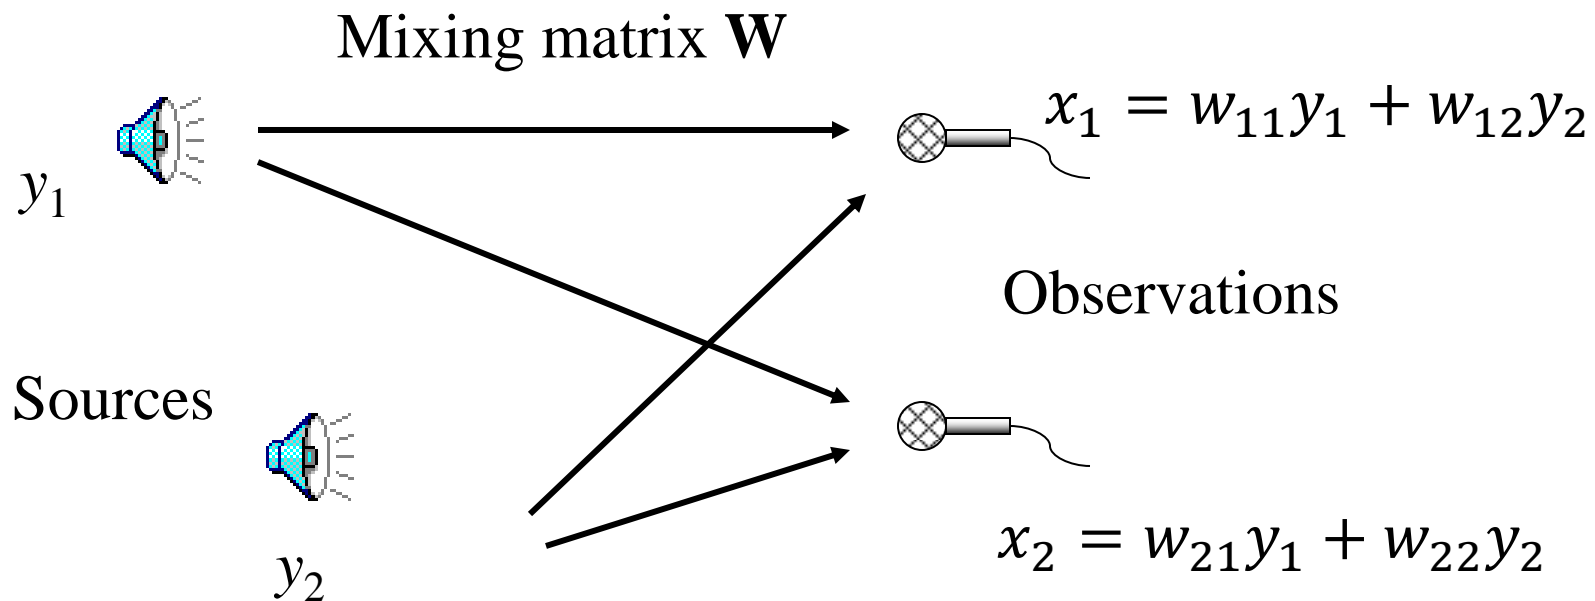 Mixing matrix W
x₁ = w₁₁y₁ + w₁₂y₂
y₁
Observations
Sources
x₂ = w₂₁y₁ + w₂₂y₂
y₂